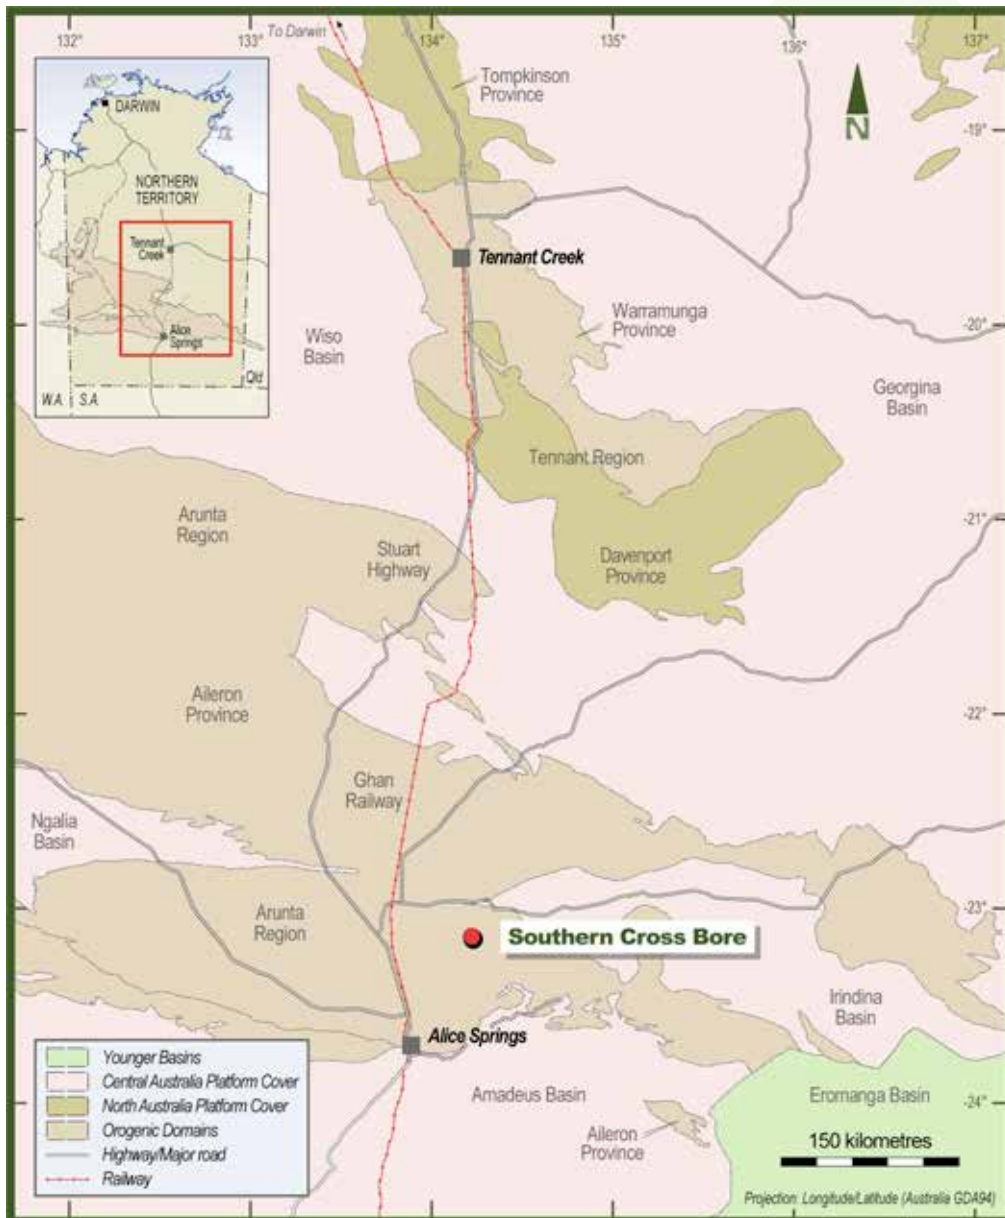 132°
133°
To Darwin
134°
135°
136°
137°
Tompkinson
Province
N
-19°
DARWIN
NORTHERN
TERRITORY
Tennant
Creek
Alice
Springs
Qld
W.A.
S.A.
Tennant Creek
Warramunga
Province
-20°
Wiso
Basin
Georgina
Basin
Tennant Region
Arunta
Region
-21°
Stuart
Highway
Davenport
Province
Aileron
Province
-22°
Ghan
Railway
Ngalia
Basin
Arunta
Region
-23°
Southern Cross Bore
Irindina
Basin
Alice Springs
Younger Basins
Central Australia Platform Cover
North Australia Platform Cover
Orogenic Domains
Highway/Major road
Railway
Amadeus Basin
Eromanga Basin
-24°
Aileron
Province
150 kilometres
Projection: Longitude/Latitude (Australia GDA94)